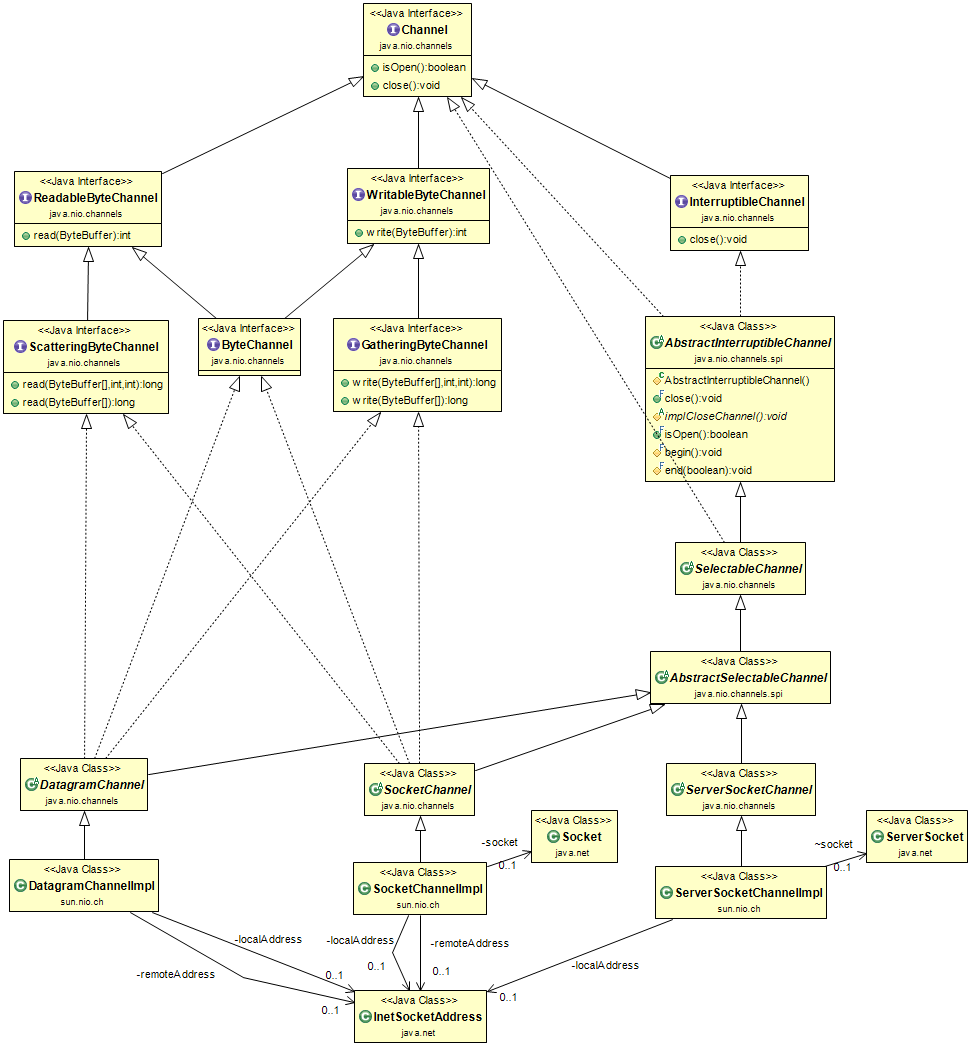 <<Java Interface>>
Channel
java.nio.channels
isOpen():boolean
close():void
<<Java Interface>>
ReadableByteChannel
java.nio.channels
read(ByteBuffer):int
<<Java Interface>>
WritableByteChannel
java.nio.channels
write(ByteBuffer):int
<<Java Interface>>
InterruptibleChannel
java.nio.channels
close():void
<<Java Interface>>
ScatteringByteChannel
java.nio.channels
read(ByteBuffer[],int,int):long
read(ByteBuffer[]):long
<<Java Interface>>
ByteChannel
java.nio.channels
<<Java Interface>>
GatheringByteChannel
java.nio.channels
write(ByteBuffer[],int,int):long
write(ByteBuffer[]):long
<<Java Class>>
AbstractInterruptibleChannel
java.nio.channels.spi
AbstractInterruptibleChannel()
close():void
implCloseChannel():void
isOpen():boolean
begin():void
end(boolean):void
<<Java Class>>
SelectableChannel
java.nio.channels
<<Java Class>>
AbstractSelectableChannel
java.nio.channels.spi
<<Java Class>>
DatagramChannel
java.nio.channels
<<Java Class>>
SocketChannel
java.nio.channels
<<Java Class>>
ServerSocketChannel
java.nio.channels
<<Java Class>>
Socket
java.net
<<Java Class>>
ServerSocket
java.net
-socket
0..1
~socket
0..1
<<Java Class>>
DatagramChannelImpl
sun.nio.ch
<<Java Class>>
SocketChannelImpl
sun.nio.ch
<<Java Class>>
ServerSocketChannelImpl
sun.nio.ch
-localAddress
0..1
-remoteAddress
0..1
-localAddress
0..1
-remoteAddress
0..1
-localAddress
0..1
<<Java Class>>
InetSocketAddress
java.net